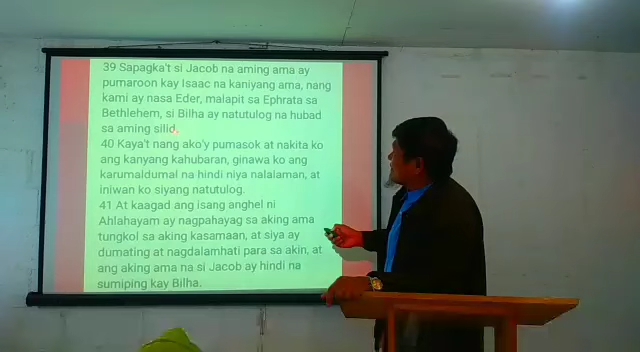 39 Sapagka't si Jacob na aming ama ay
pumaroon kay Isaac na kaniyang ama, nang
kami ay nasa Eder, malapit sa Ephrata sa
Bethlehem, si Bilha ay natutulog na hubad
sa aming silid.
40 Kaya't nang ako'y pumasok at nakita ko
ang kanyang kahubaran, ginawa ko ang
karumaldumal na hindi niya nalalaman, at
iniwan ko siyang natutulog.
41 At kaagad ang isang anghel ni
Ahlahayam ay nagpahayag sa aking ama
tungkol sa aking kasamaan, at siya ay
dumating at nagdalamhati para sa akin, at
ang aking ama na si Jacob ay hindi na
sumiping kay Bilha.